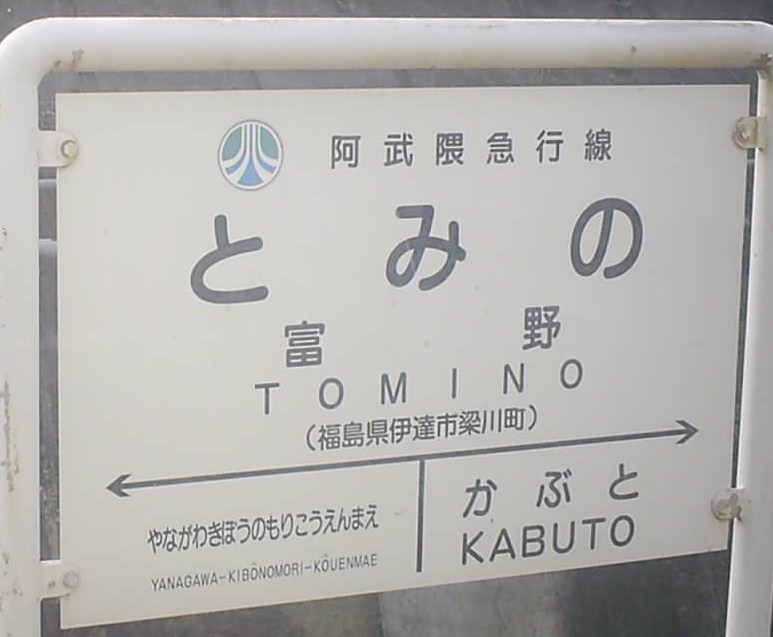 阿武隈急行線
とみの
富野
TOMINO
(福島県伊達市梁川町)
やながわきぼうのもりこうえんまえ
YANAGAWA-KIBÔNOMORI-KÔUENMAE
かぶと
KABUTO